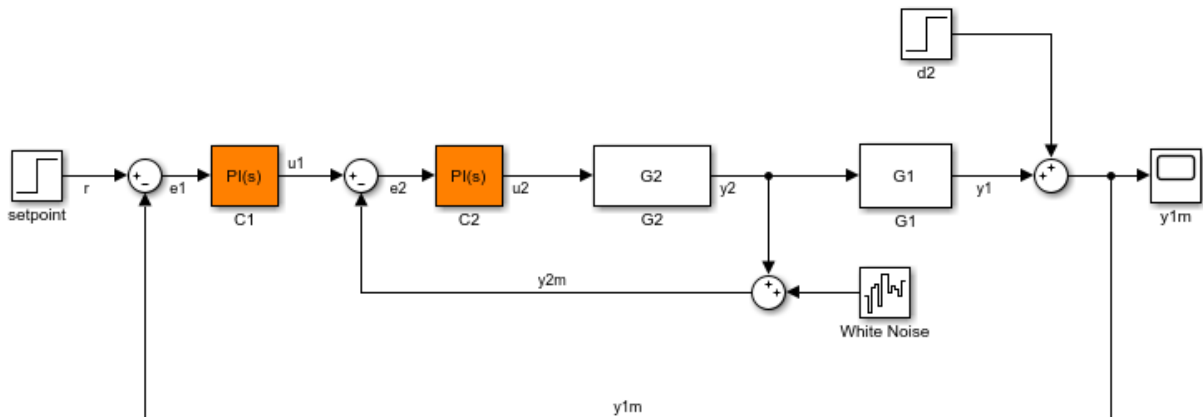 d2
setpoint
r
e1
PI(s)
C1
u1
e2
PI(s)
C2
u2
G2
G2
y2
G1
G1
y1
y1m
y2m
White Noise
y1m